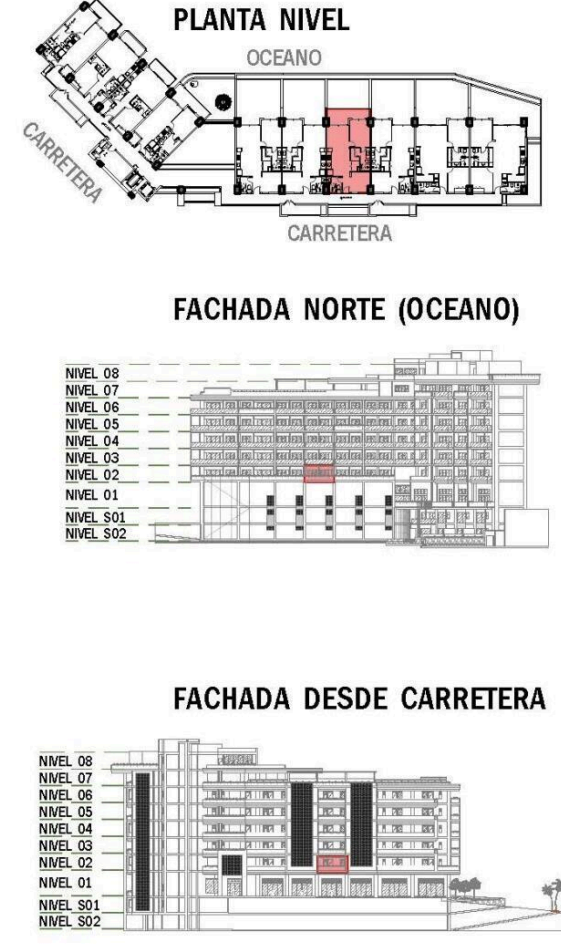 PLANTA NIVEL
OCEANO
CARRETERA
CARRETERA
FACHADA NORTE (OCEANO)
NIVEL 08
NIVEL 07
NIVEL 06
NIVEL 05
NIVEL 04
NIVEL 03
NIVEL 02
NIVEL 01
NIVEL S01
NIVEL S02
FACHADA DESDE CARRETERA
NIVEL 08
NIVEL 07
NIVEL 06
NIVEL 05
NIVEL 04
NIVEL 03
NIVEL 02
NIVEL 01
NIVEL S01
NIVEL S02